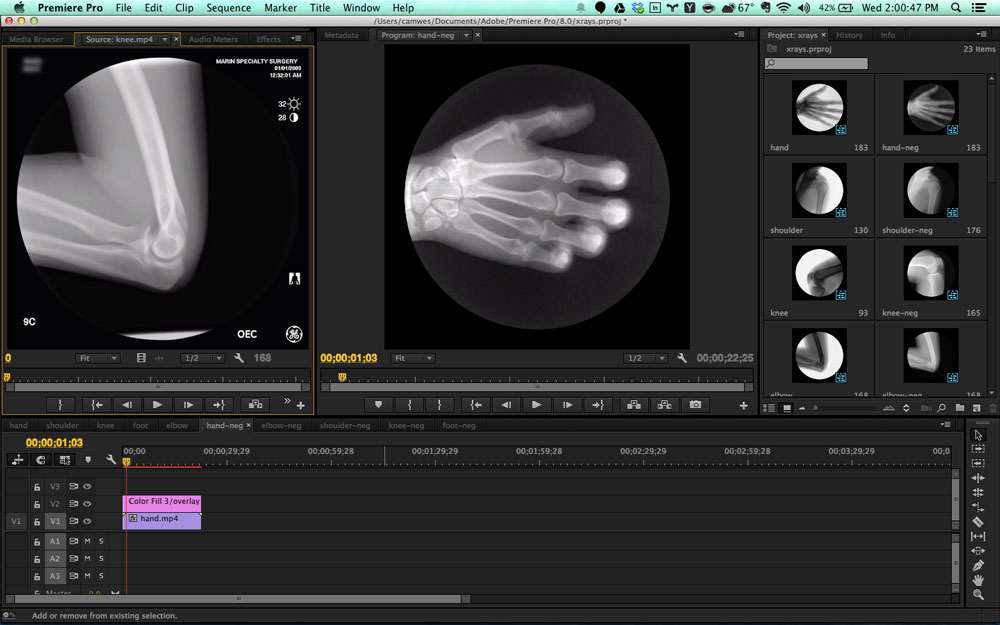 Premiere Pro File Edit Clip Sequence Marker Title Window Help 67° 42% Wed 2:00:47 PM
/Users/camwes/Documents/Adobe/Premiere Pro/8.0/xrays.prproj *
Media Browser Source: knee.mp4 Audio Meters Effects
Metadata Program: hand-neg
Project: xrays History Info
xrays.prproj 23 Items
MARIN SPECIALTY SURGERY
01/01/2003
12:32:01 AM
32
28
9C OEC
hand 183 hand-neg 183
shoulder 130 shoulder-neg 176
knee 93 knee-neg 165
elbow 168 elbow-neg 168
0 Fit 1/2 168
00;00;01;03 Fit 1/2 00;00;22;25
hand shoulder knee foot elbow hand-neg elbow-neg shoulder-neg knee-neg foot-neg
00;00;01;03
00;00 00;00;29;29 00;00;59;28 00;01;29;29 00;01;59;28 00;02;29;29 00;02;59;28 00;03;29;29 00;0
V3
V2 Color Fill 3/overlay
V1 V1 fx hand.mp4
A1 M S
A2 M S
A3 M S
Master 0.0
Add or remove from existing selection.